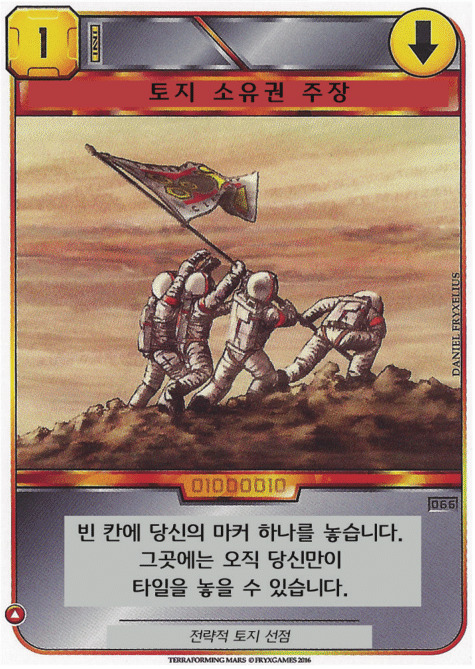 1
토지 소유권 주장
DANIEL FRYXELIUS
01000010
066
빈 칸에 당신의 마커 하나를 놓습니다.
그곳에는 오직 당신만이
타일을 놓을 수 있습니다.
전략적 토지 선점
TERRAFORMING MARS © FRYXGAMES 2016